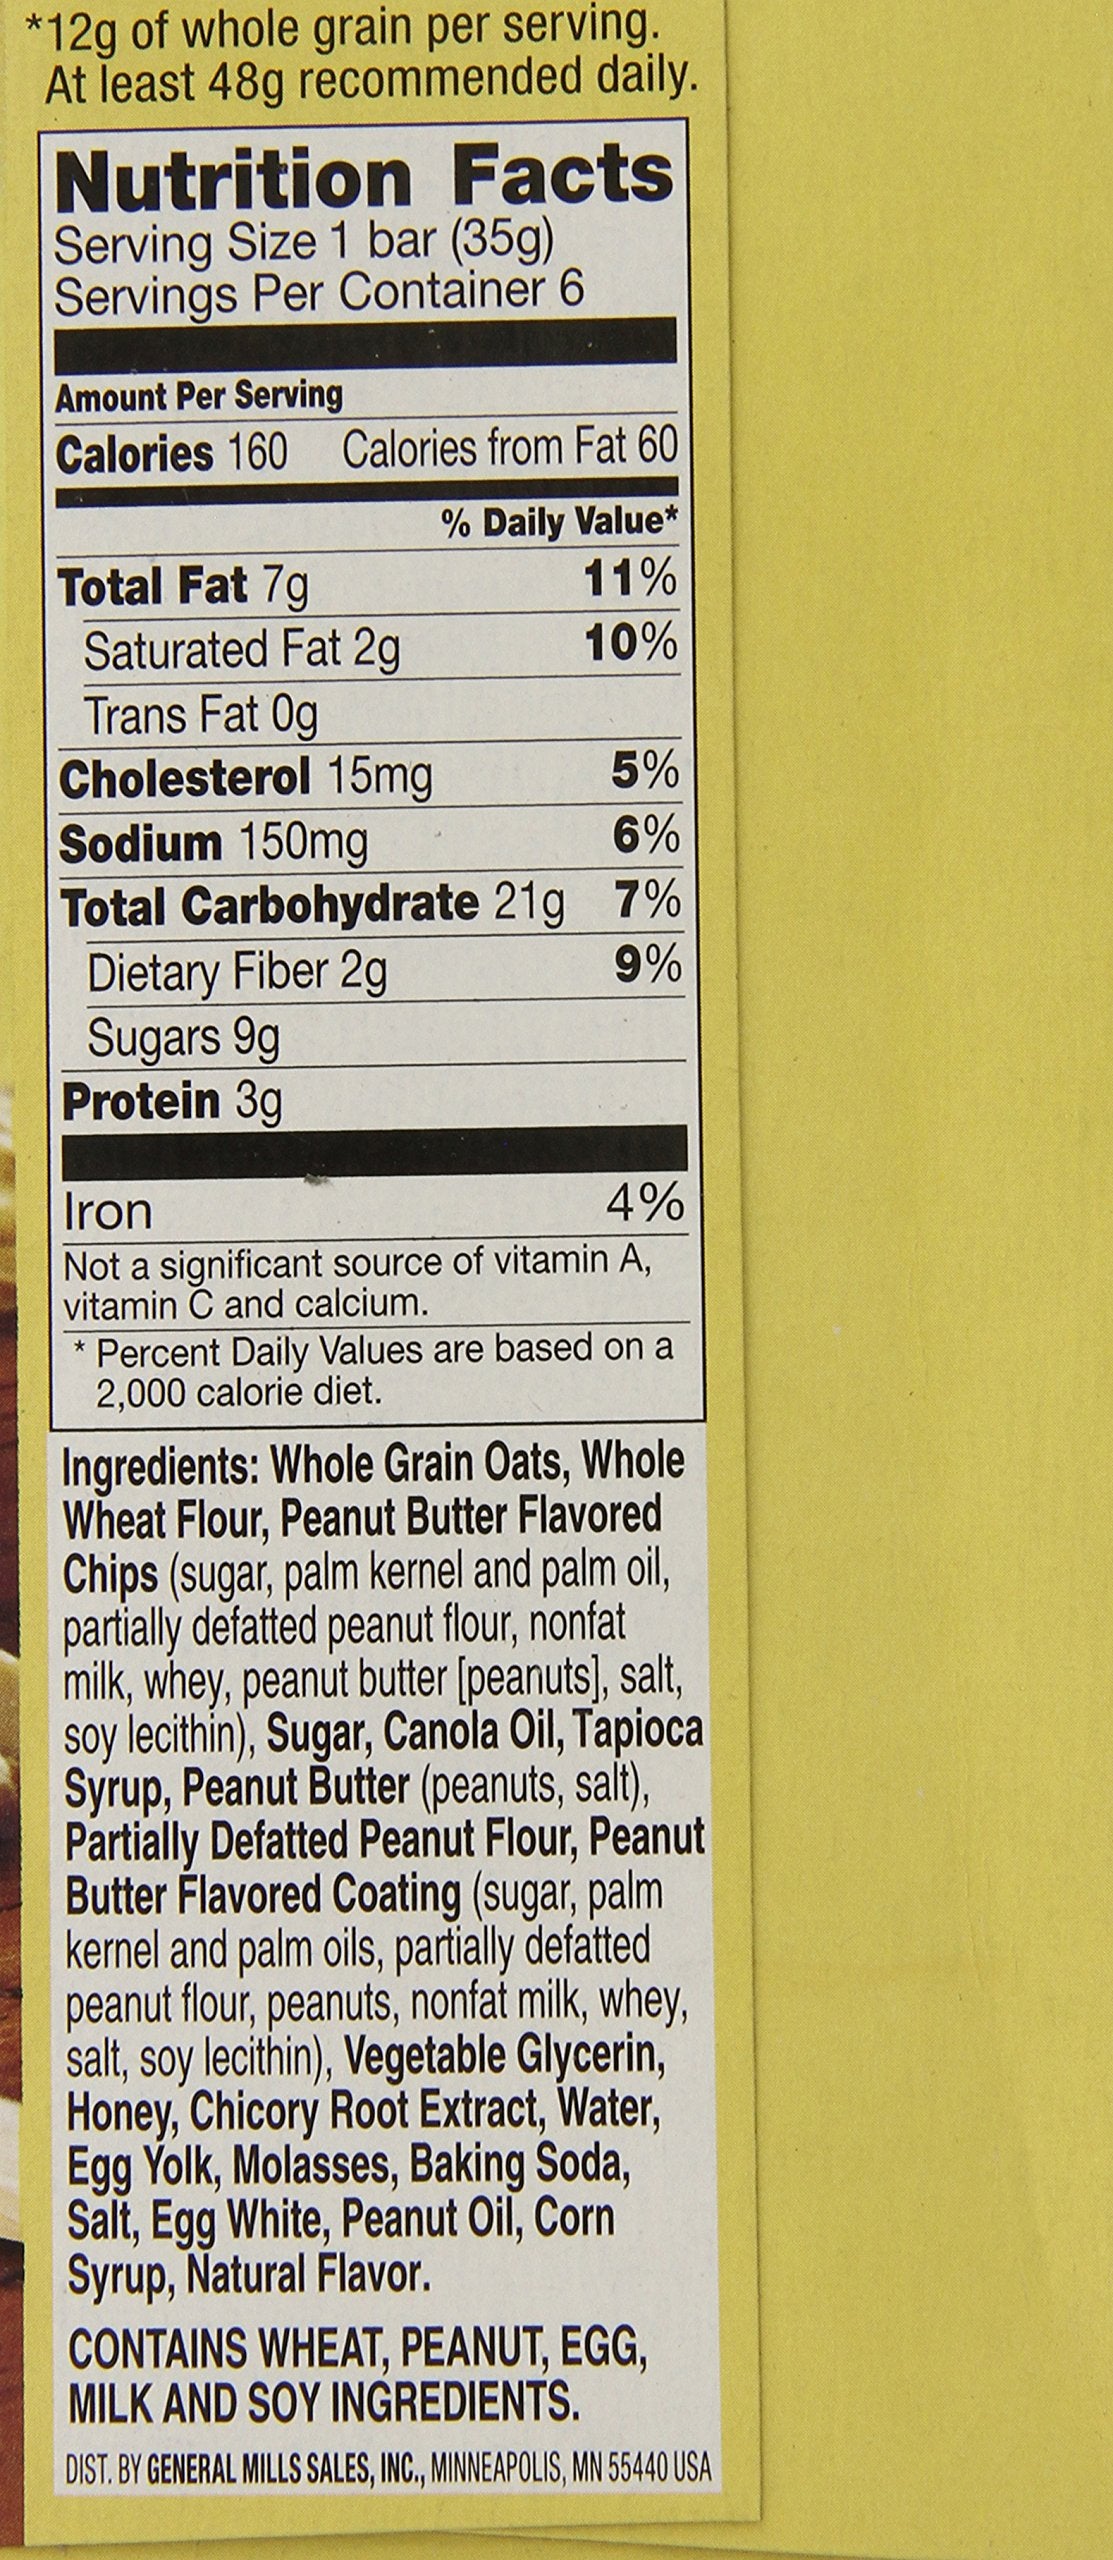 *12g of whole grain per serving.
At least 48g recommended daily.
Nutrition Facts
Serving Size 1 bar (35g)
Servings Per Container 6
Amount Per Serving
Calories 160 Calories from Fat 60
% Daily Value*
Total Fat 7g 11%
Saturated Fat 2g 10%
Trans Fat 0g
Cholesterol 15mg 5%
Sodium 150mg 6%
Total Carbohydrate 21g 7%
Dietary Fiber 2g 9%
Sugars 9g
Protein 3g
Iron 4%
Not a significant source of vitamin A,
vitamin C and calcium.
* Percent Daily Values are based on a
2,000 calorie diet.
Ingredients: Whole Grain Oats, Whole
Wheat Flour, Peanut Butter Flavored
Chips (sugar, palm kernel and palm oil,
partially defatted peanut flour, nonfat
milk, whey, peanut butter [peanuts], salt,
soy lecithin), Sugar, Canola Oil, Tapioca
Syrup, Peanut Butter (peanuts, salt),
Partially Defatted Peanut Flour, Peanut
Butter Flavored Coating (sugar, palm
kernel and palm oils, partially defatted
peanut flour, peanuts, nonfat milk, whey,
salt, soy lecithin), Vegetable Glycerin,
Honey, Chicory Root Extract, Water,
Egg Yolk, Molasses, Baking Soda,
Salt, Egg White, Peanut Oil, Corn
Syrup, Natural Flavor.
CONTAINS WHEAT, PEANUT, EGG,
MILK AND SOY INGREDIENTS.
DIST. BY GENERAL MILLS SALES, INC., MINNEAPOLIS, MN 55440 USA